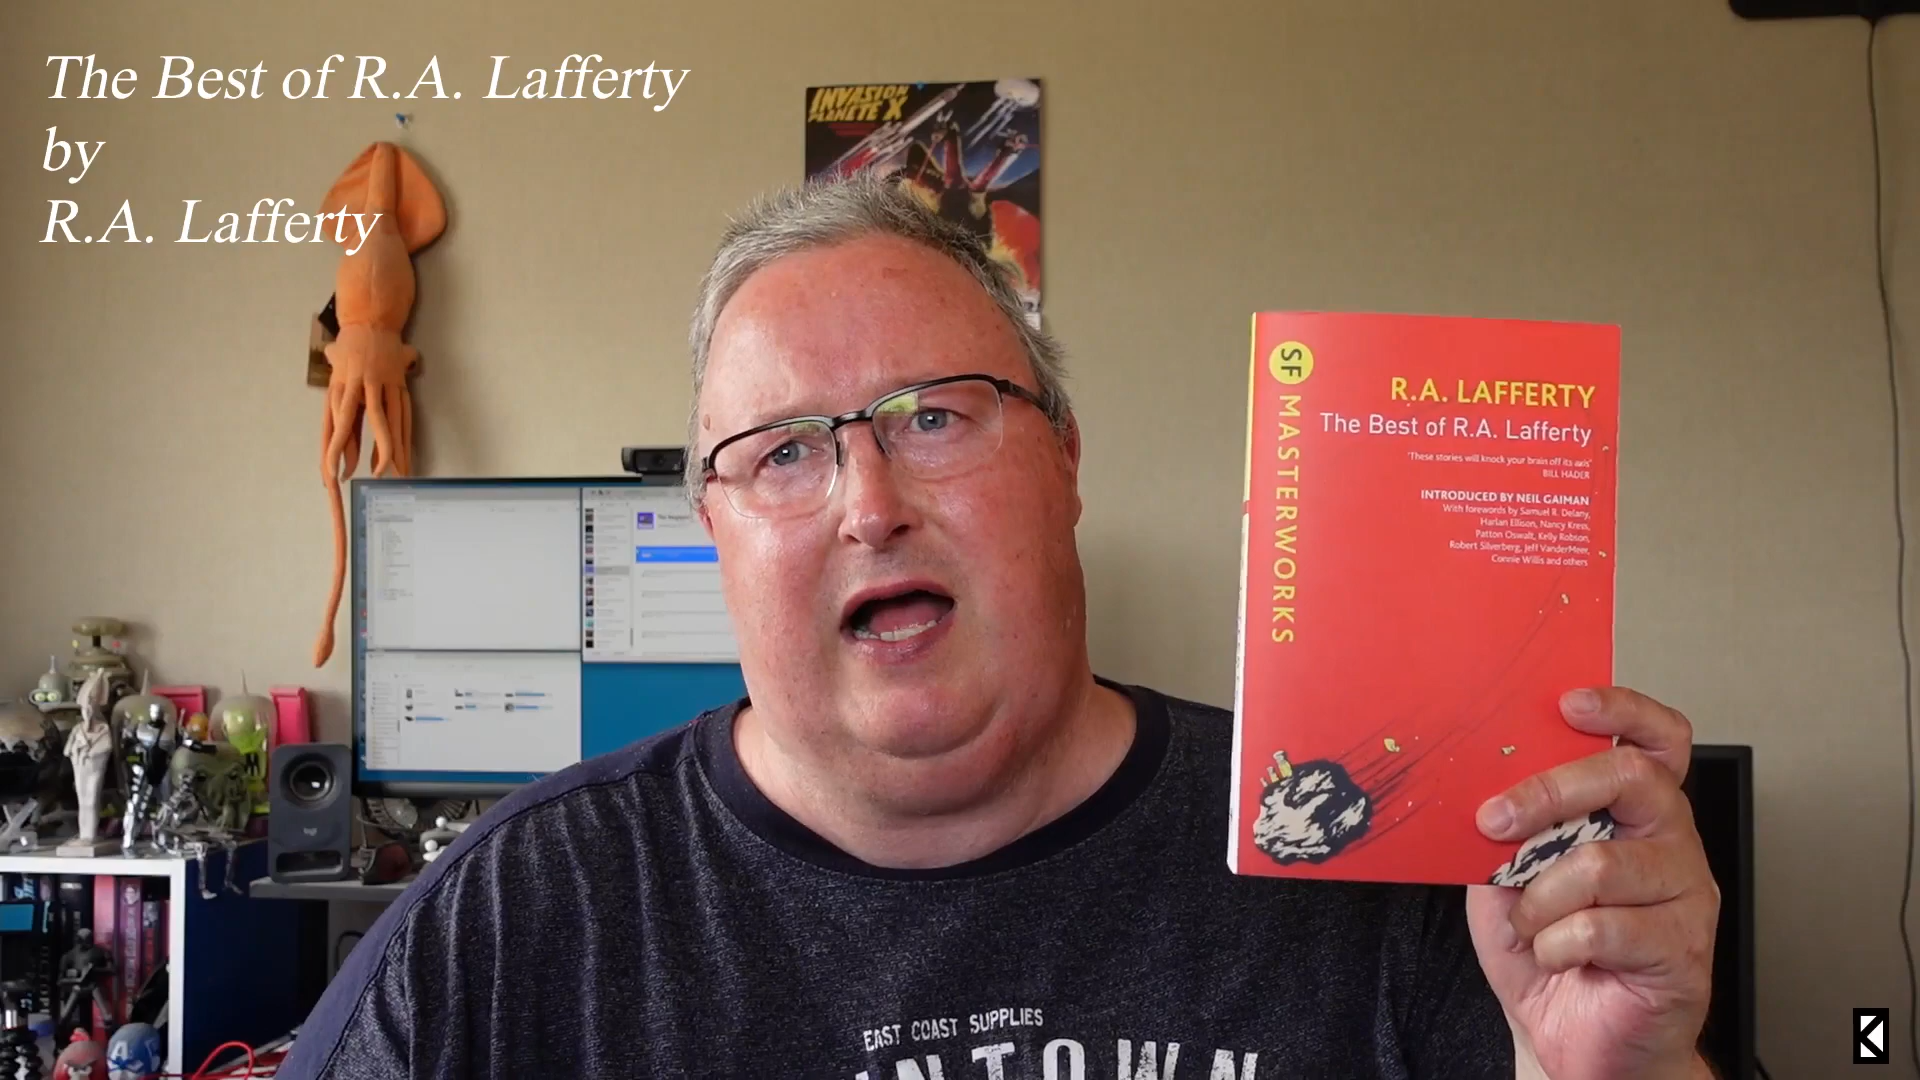 The Best of R.A. Lafferty
by
R.A. Lafferty
INVASION
PLANETE X
SF MASTERWORKS
R.A. LAFFERTY
The Best of R.A. Lafferty
'These stories will knock your brain off its axis'
BILL HADER
INTRODUCED BY NEIL GAIMAN
With forewords by Samuel R. Delany,
Harlan Ellison, Nancy Kress,
Patton Oswalt, Kelly Robson,
Robert Silverberg, Jeff VanderMeer,
Connie Willis and others
logi
EAST COAST SUPPLIES
INTOWN